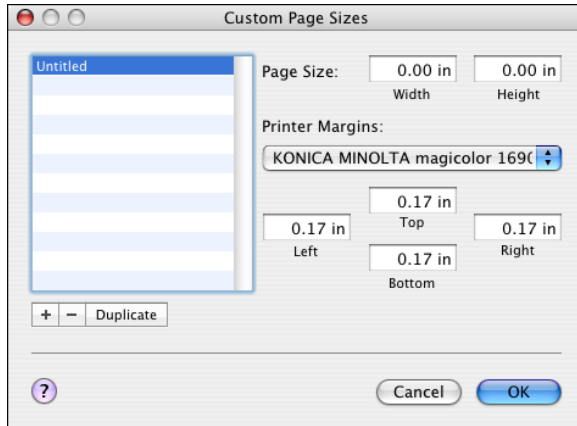 Custom Page Sizes
Untitled
Page Size:
0.00 in
0.00 in
Width
Height
Printer Margins:
KONICA MINOLTA magicolor 169
0.17 in
Top
0.17 in
Left
0.17 in
Right
0.17 in
Bottom
+ − Duplicate
?
Cancel
OK